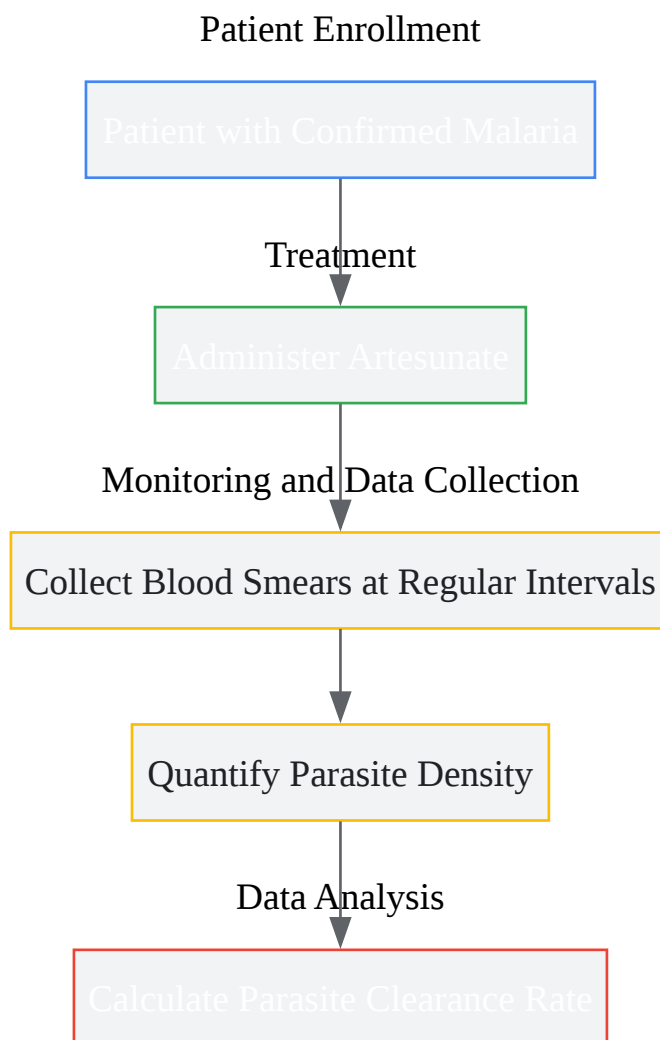 Patient Enrollment
Patient with Confirmed Malaria
Treatment
Administer Artesunate
Monitoring and Data Collection
Collect Blood Smears at Regular Intervals
Quantify Parasite Density
Data Analysis
Calculate Parasite Clearance Rate